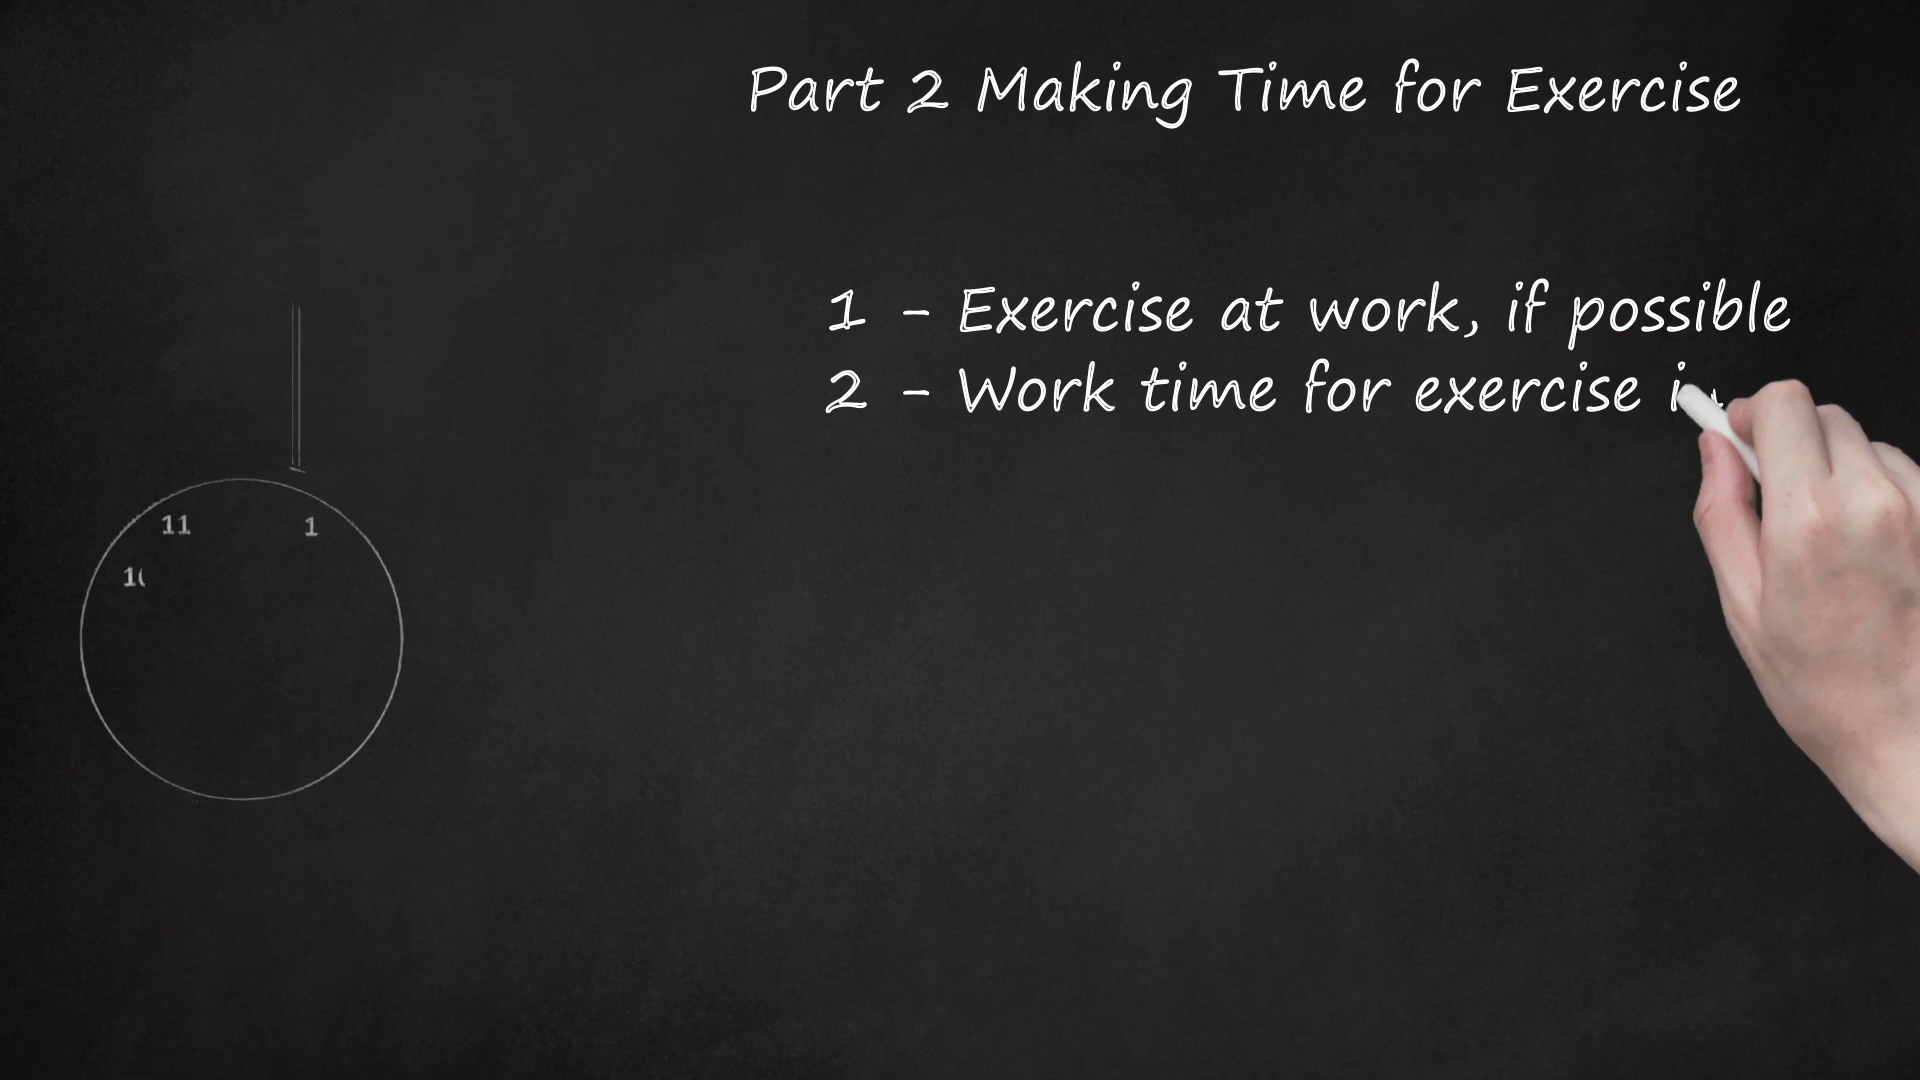 Part 2 Making Time for Exercise
1 - Exercise at work, if possible
2 - Work time for exercise
11 1